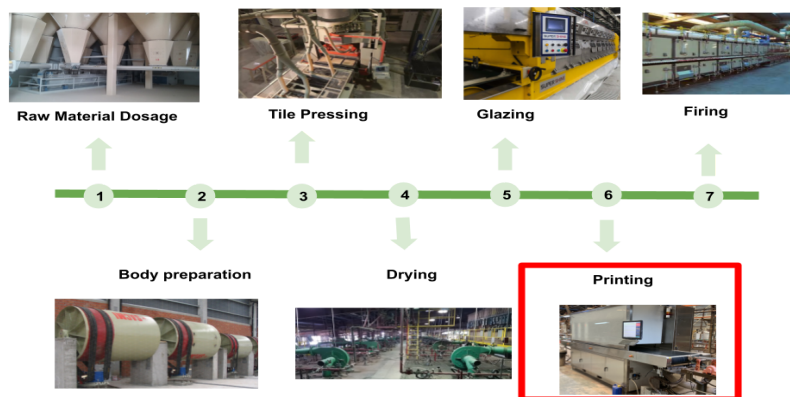 Raw Material Dosage
Tile Pressing
Glazing
Firing
1
2
3
4
5
6
7
Body preparation
Drying
Printing